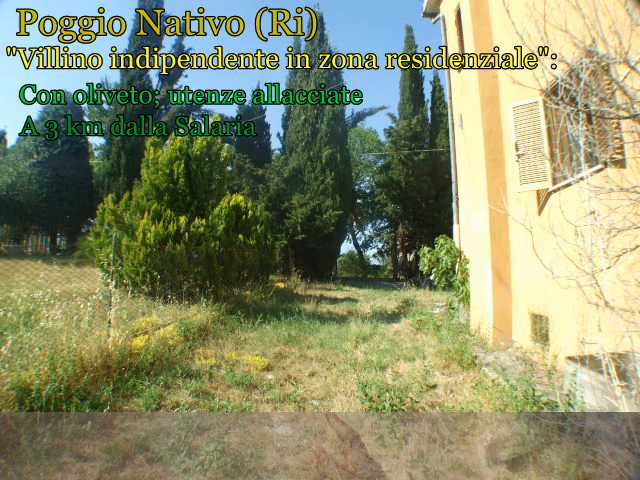 Poggio Nativo (Ri)
"Villino indipendente in zona residenziale":
Con oliveto; utenze allacciate
A 3 km dalla Salaria